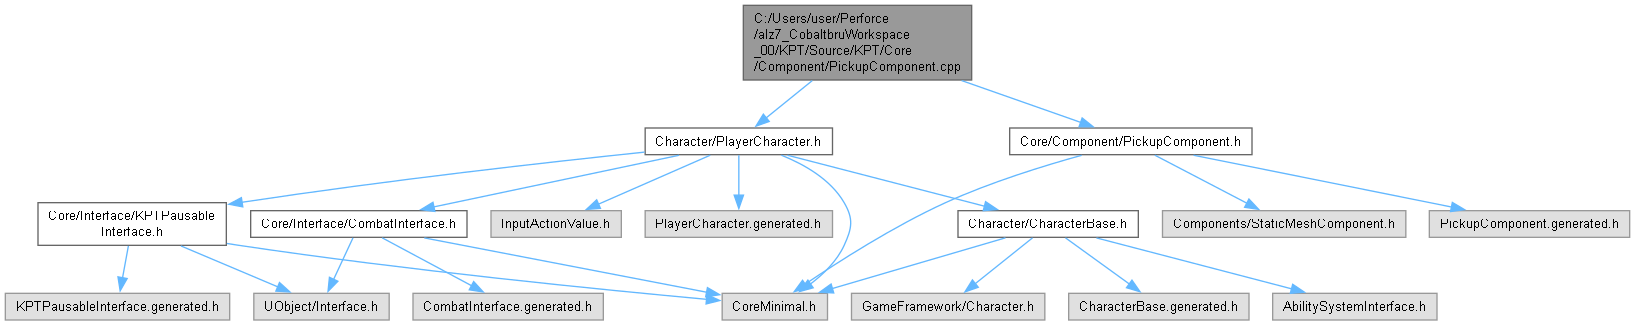 C:/Users/user/Perforce
/alz7_CobaltbruWorkspace
_00/KPT/Source/KPT/Core
/Component/PickupComponent.cpp
Character/PlayerCharacter.h
Core/Component/PickupComponent.h
Core/Interface/KPTPausable
Interface.h
Core/Interface/CombatInterface.h
InputActionValue.h
PlayerCharacter.generated.h
Character/CharacterBase.h
Components/StaticMeshComponent.h
PickupComponent.generated.h
KPTPausableInterface.generated.h
UObject/Interface.h
CombatInterface.generated.h
CoreMinimal.h
GameFramework/Character.h
CharacterBase.generated.h
AbilitySystemInterface.h